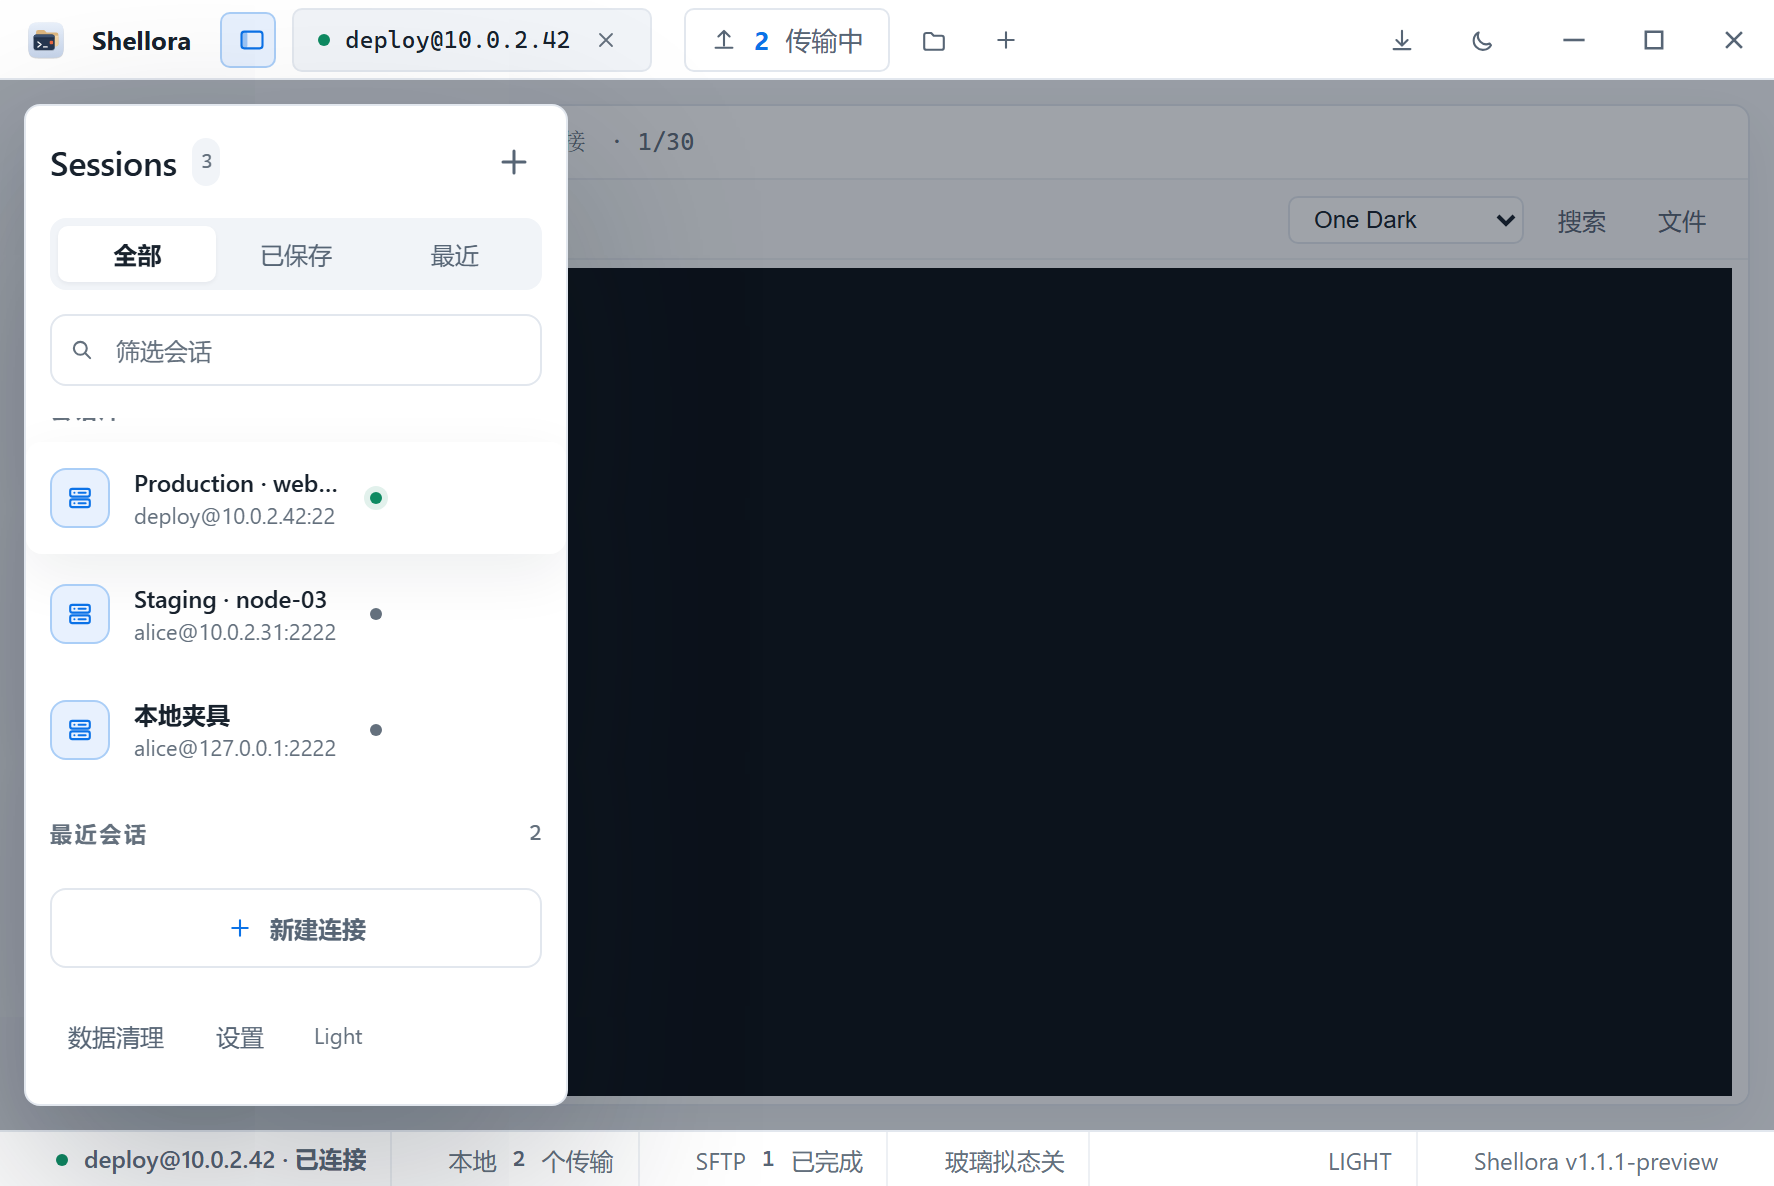 Shellora
deploy@10.0.2.42
2 传输中
接 · 1/30
Sessions 3
全部 已保存 最近
One Dark 搜索 文件
筛选会话
Production · web...
deploy@10.0.2.42:22
Staging · node-03
alice@10.0.2.31:2222
本地夹具
alice@127.0.0.1:2222
最近会话 2
新建连接
数据清理 设置 Light
deploy@10.0.2.42 · 已连接 本地 2 个传输 SFTP 1 已完成 玻璃拟态关 LIGHT Shellora v1.1.1-preview